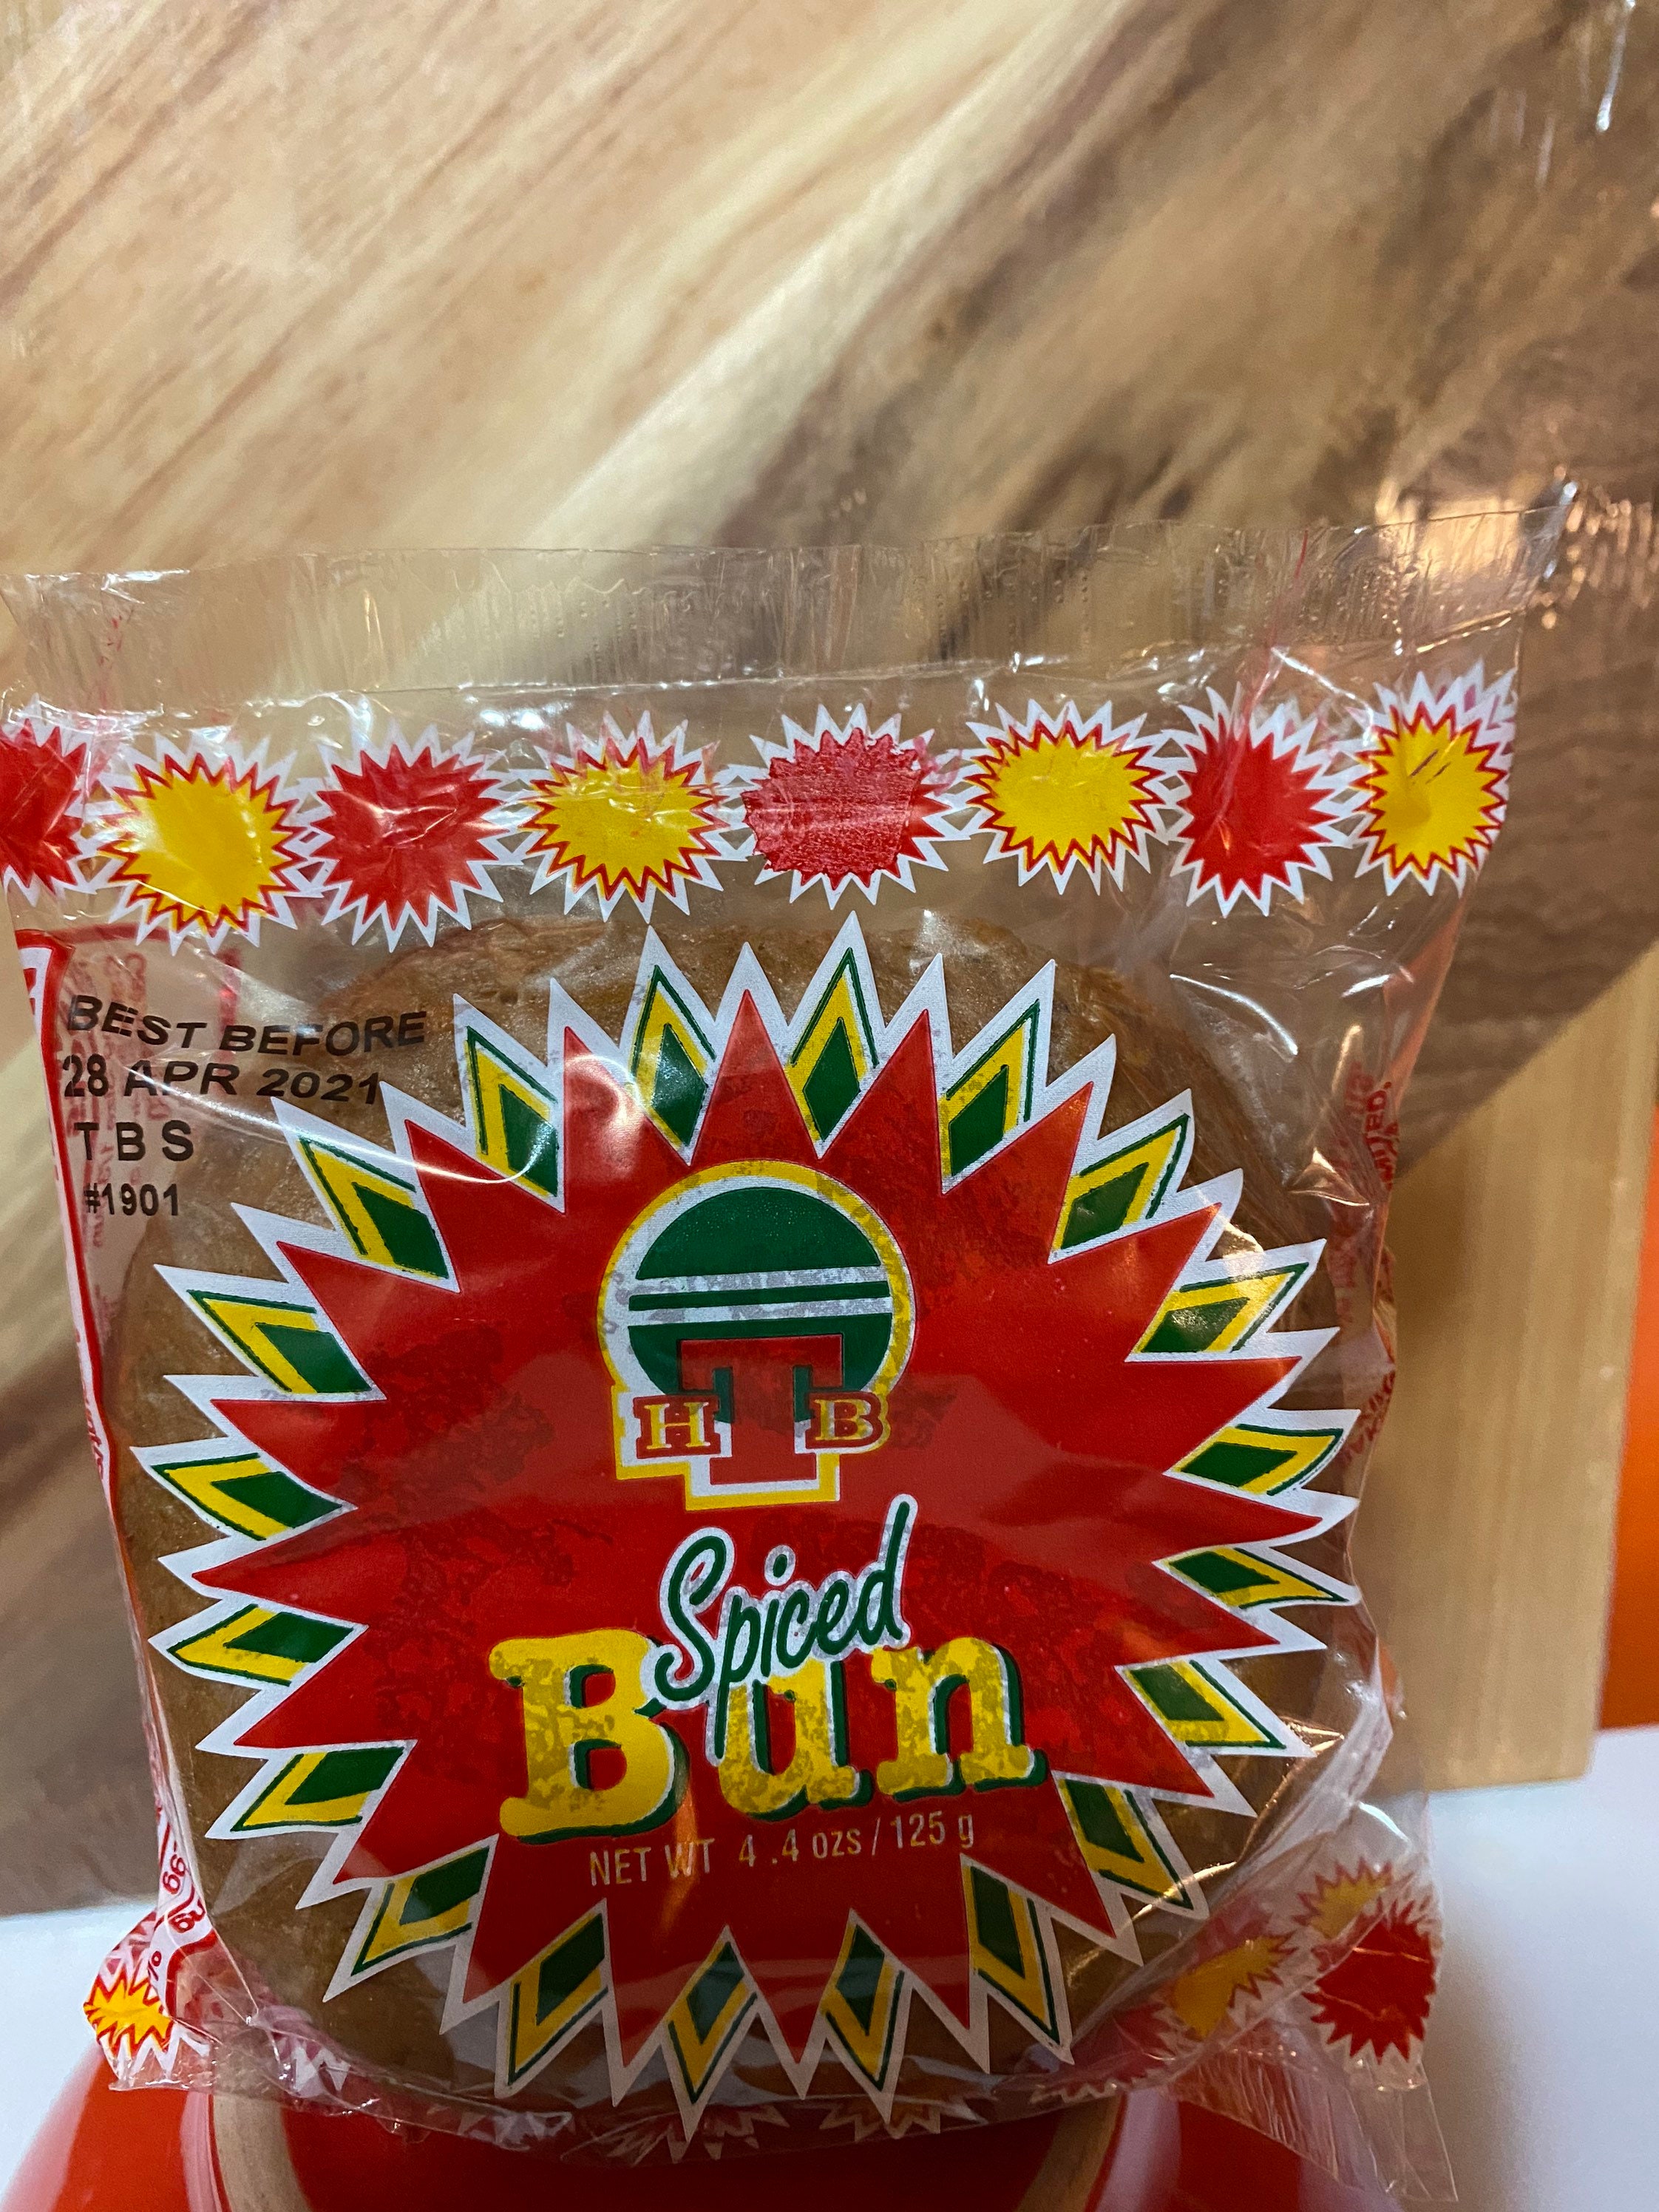 BEST BEFORE
28 APR 2021
T B S
#1901
H T B
Spiced
Bun
NET WT 4.4 ozs / 125 g